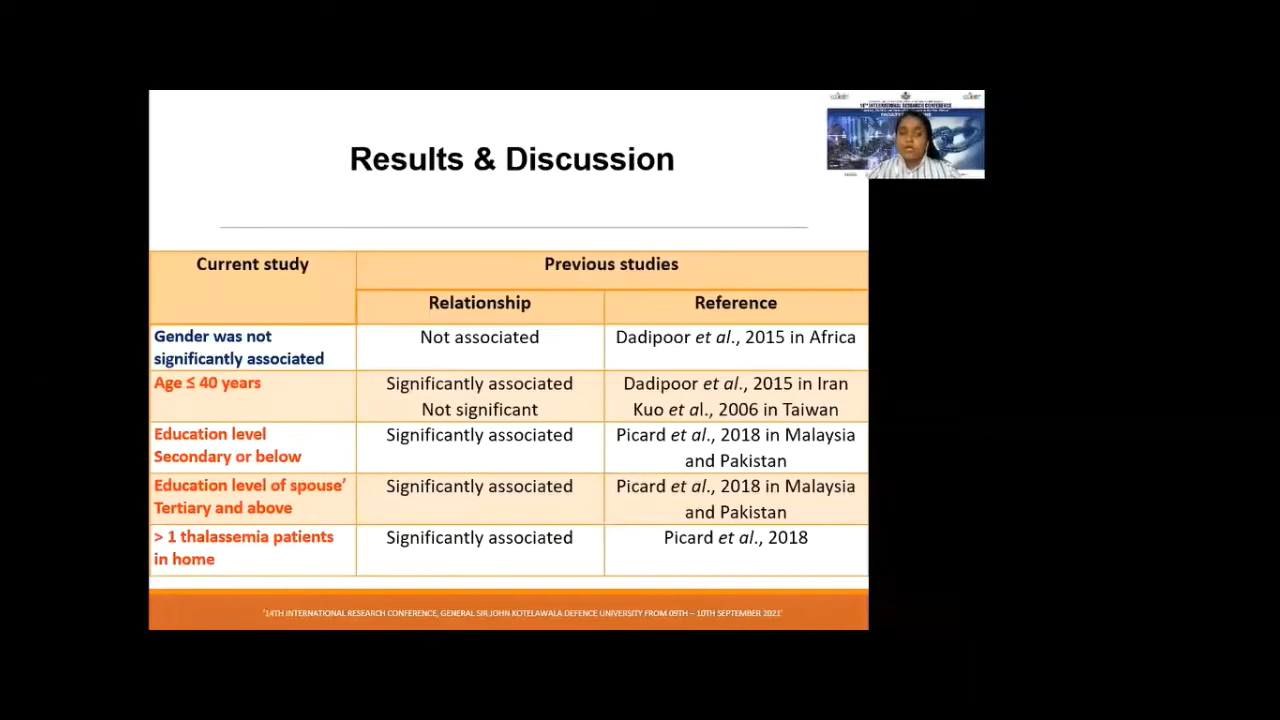 Results & Discussion
14TH INTERNATIONAL RESEARCH CONFERENCE
Current study
Previous studies
Relationship
Reference
Gender was not
significantly associated
Not associated
Dadipoor et al., 2015 in Africa
Age ≤ 40 years
Significantly associated
Not significant
Dadipoor et al., 2015 in Iran
Kuo et al., 2006 in Taiwan
Education level
Secondary or below
Significantly associated
Picard et al., 2018 in Malaysia
and Pakistan
Education level of spouse'
Tertiary and above
Significantly associated
Picard et al., 2018 in Malaysia
and Pakistan
> 1 thalassemia patients
in home
Significantly associated
Picard et al., 2018
'14TH INTERNATIONAL RESEARCH CONFERENCE, GENERAL SIR JOHN KOTELAWALA DEFENCE UNIVERSITY FROM 09TH – 10TH SEPTEMBER 2021'